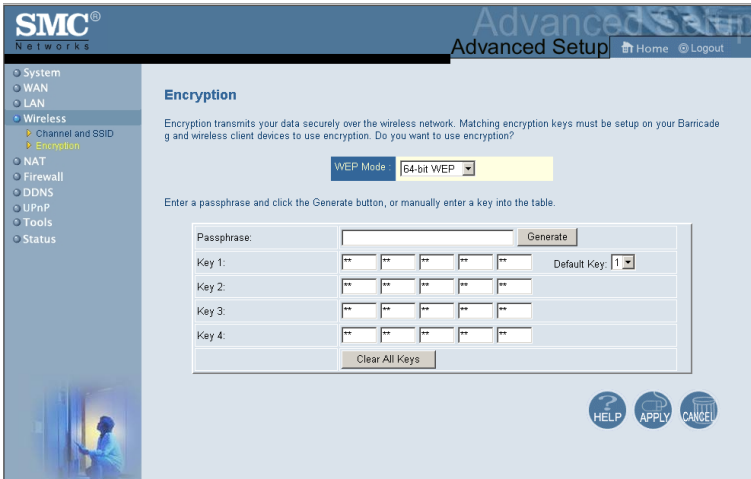 SMC®
Networks
Advanced Setup
Advanced Setup
Home
Logout
System
WAN
LAN
Wireless
Channel and SSID
Encryption
NAT
Firewall
DDNS
UPnP
Tools
Status
Encryption
Encryption transmits your data securely over the wireless network. Matching encryption keys must be setup on your Barricade
g and wireless client devices to use encryption. Do you want to use encryption?
WEP Mode : 64-bit WEP
Enter a passphrase and click the Generate button, or manually enter a key into the table.
Passphrase: Generate
Key 1: ** ** ** ** ** Default Key: 1
Key 2: ** ** ** ** **
Key 3: ** ** ** ** **
Key 4: ** ** ** ** **
Clear All Keys
HELP APPLY CANCEL